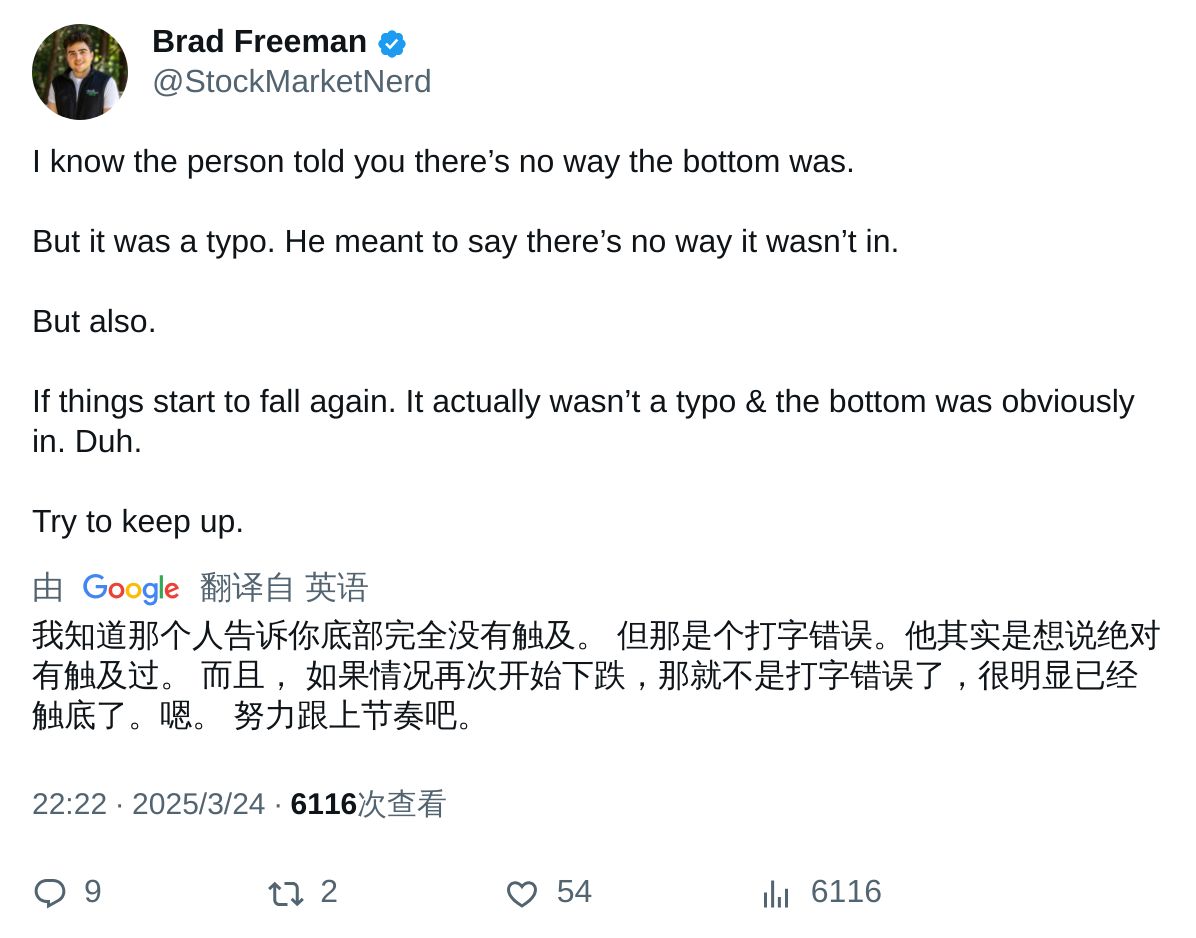 Brad Freeman
@StockMarketNerd
I know the person told you there’s no way the bottom was.
But it was a typo. He meant to say there’s no way it wasn’t in.
But also.
If things start to fall again. It actually wasn’t a typo & the bottom was obviously
in. Duh.
Try to keep up.
由 Google 翻译自 英语
我知道那个人告诉你底部完全没有触及。 但那是个打字错误。他其实是想说绝对
有触及过。 而且， 如果情况再次开始下跌，那就不是打字错误了，很明显已经
触底了。嗯。 努力跟上节奏吧。
22:22 · 2025/3/24 · 6116次查看
9 2 54 6116